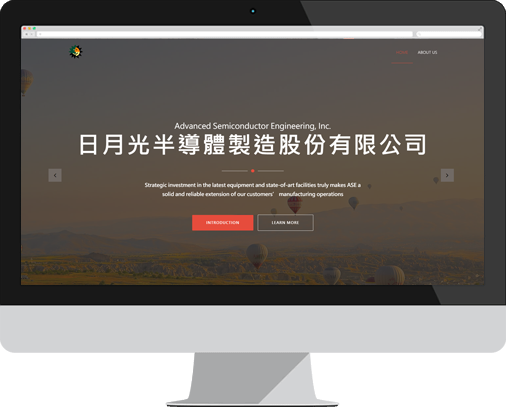 HOME
ABOUT US
Advanced Semiconductor Engineering, Inc.
日月光半導體製造股份有限公司
Strategic investment in the latest equipment and state-of-art facilities truly makes ASE a
solid and reliable extension of our customers' manufacturing operations
INTRODUCTION
LEARN MORE